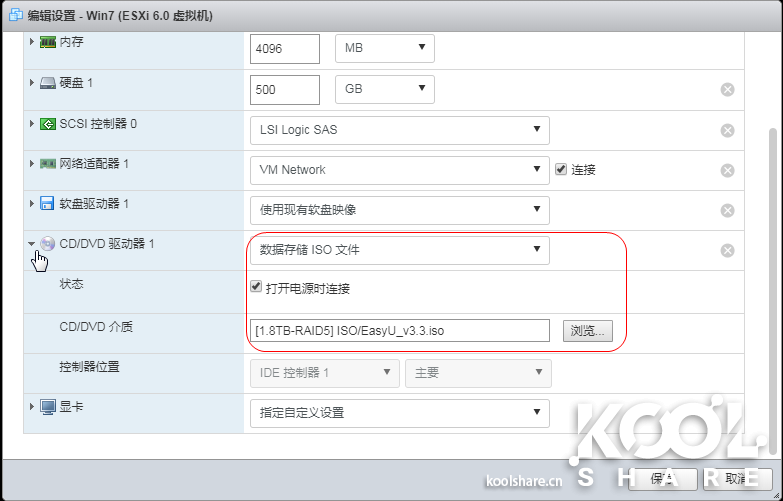 编辑设置 - Win7 (ESXi 6.0 虚拟机)
内存 4096 MB
硬盘 1 500 GB
SCSI 控制器 0 LSI Logic SAS
网络适配器 1 VM Network 连接
软盘驱动器 1 使用现有软盘映像
CD/DVD 驱动器 1 数据存储 ISO 文件
状态 打开电源时连接
CD/DVD 介质 [1.8TB-RAID5] ISO/EasyU_v3.3.iso 浏览...
控制器位置 IDE 控制器 1 主要
显卡 指定自定义设置
KOOL
SHARE
koolshare.cn
保存 取消